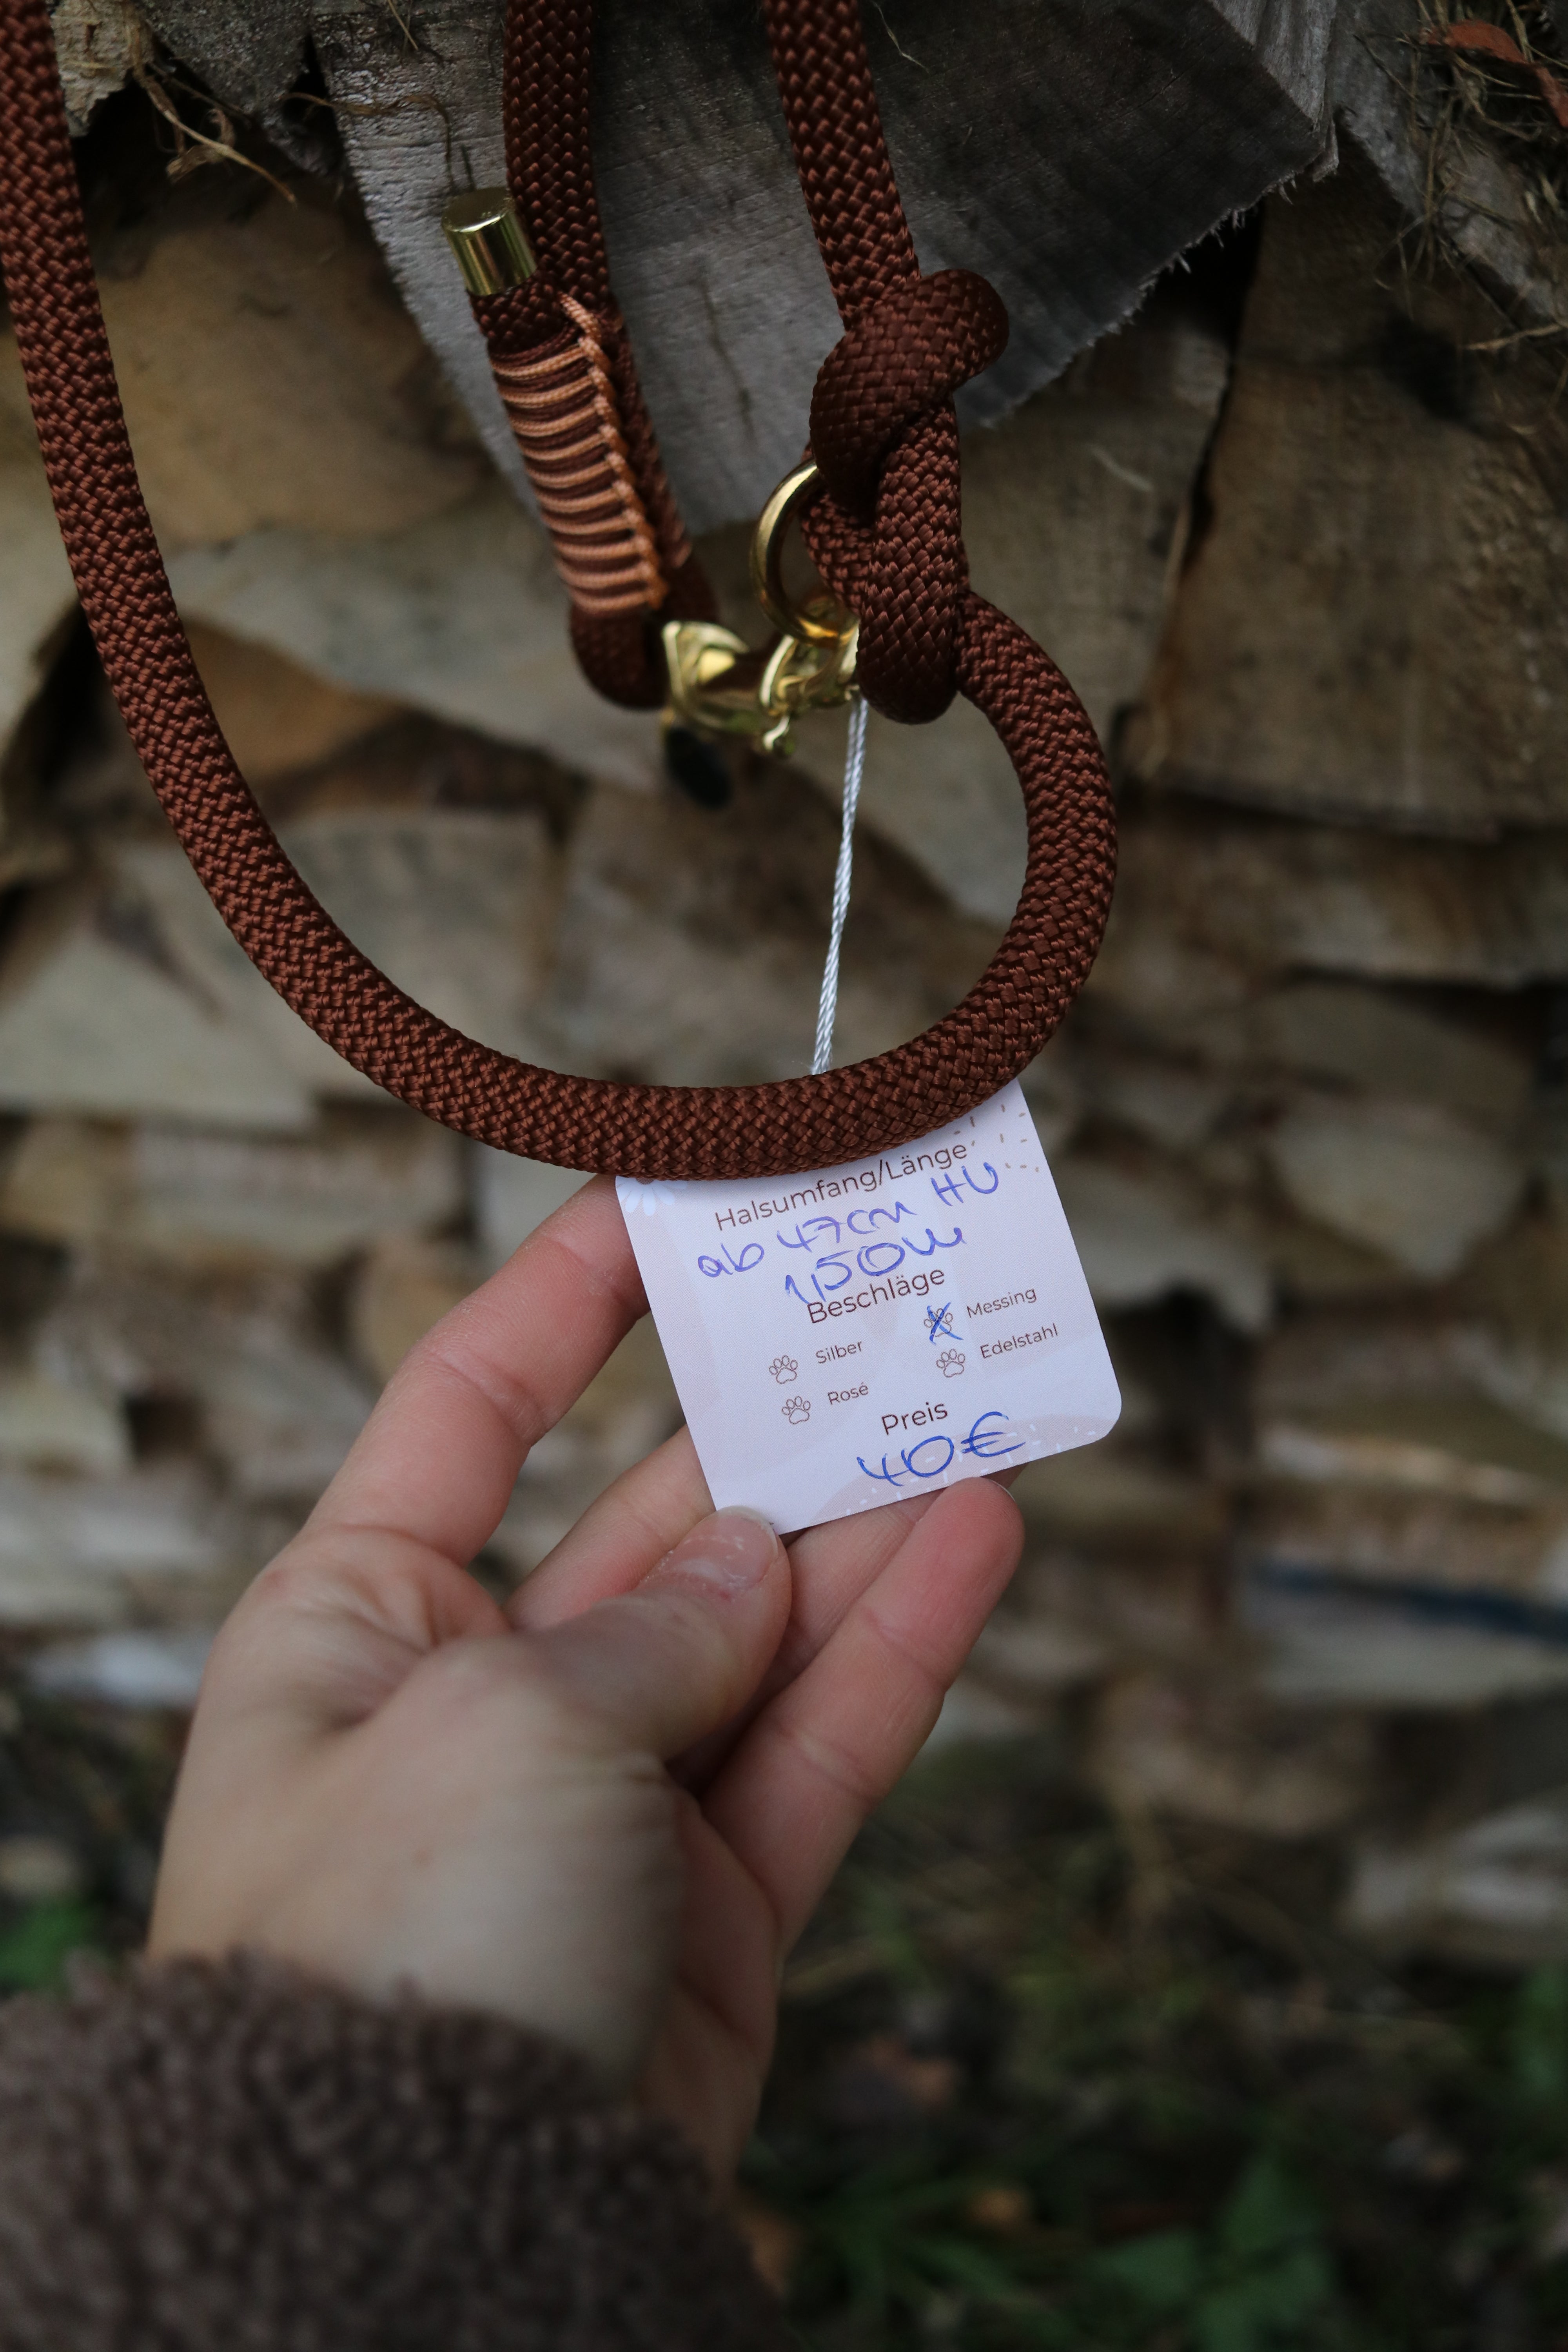 Halsumfang/Länge
ab 47cm HU
1,50m
Beschläge
Silber
Messing
Rosé
Edelstahl
Preis
40€